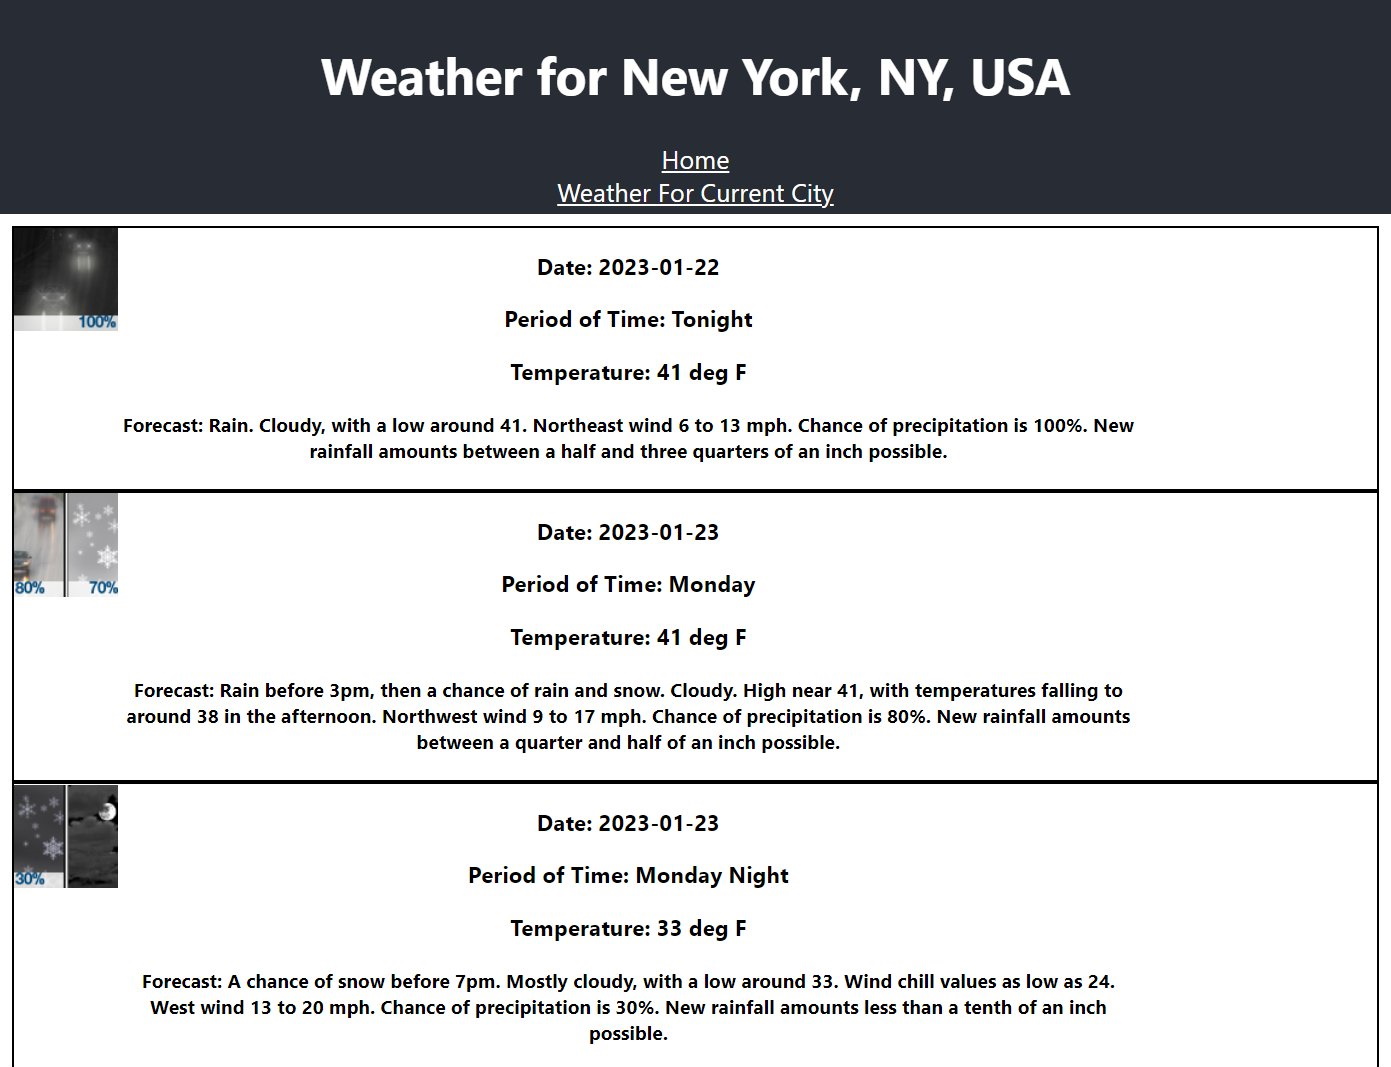 Weather for New York, NY, USA
Home
Weather For Current City
100%
Date: 2023-01-22
Period of Time: Tonight
Temperature: 41 deg F
Forecast: Rain. Cloudy, with a low around 41. Northeast wind 6 to 13 mph. Chance of precipitation is 100%. New
rainfall amounts between a half and three quarters of an inch possible.
80% 70%
Date: 2023-01-23
Period of Time: Monday
Temperature: 41 deg F
Forecast: Rain before 3pm, then a chance of rain and snow. Cloudy. High near 41, with temperatures falling to
around 38 in the afternoon. Northwest wind 9 to 17 mph. Chance of precipitation is 80%. New rainfall amounts
between a quarter and half of an inch possible.
30%
Date: 2023-01-23
Period of Time: Monday Night
Temperature: 33 deg F
Forecast: A chance of snow before 7pm. Mostly cloudy, with a low around 33. Wind chill values as low as 24.
West wind 13 to 20 mph. Chance of precipitation is 30%. New rainfall amounts less than a tenth of an inch
possible.